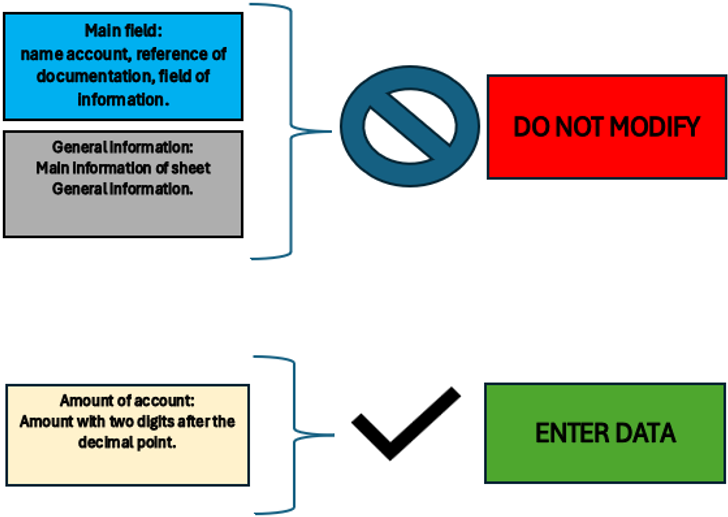 Main field:
name account, reference of
documentation, field of
information.
DO NOT MODIFY
General information:
Main information of sheet
General information.
Amount of account:
Amount with two digits after the
decimal point.
ENTER DATA